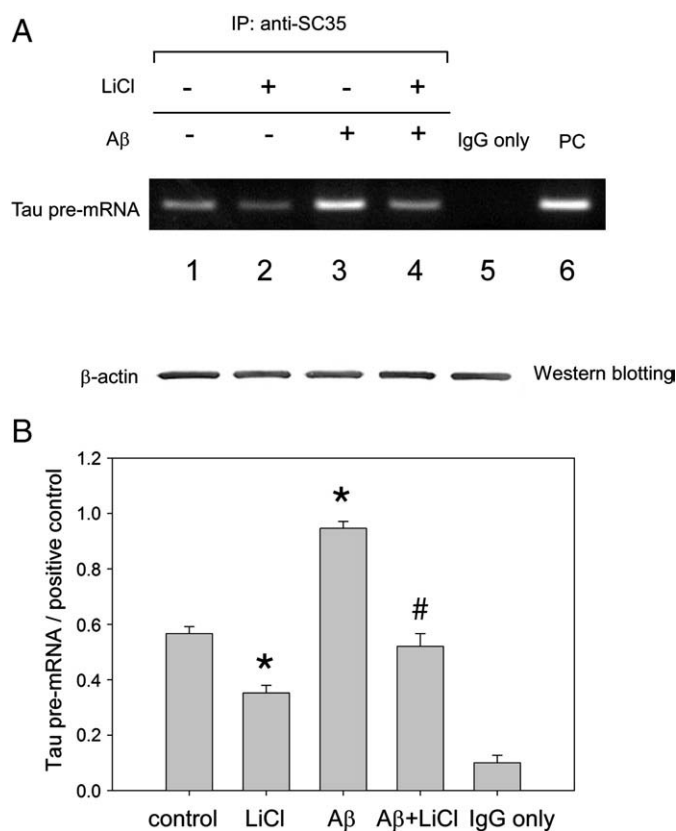 A
IP: anti-SC35
LiCl - + - +
Aβ - - + + IgG only PC
Tau pre-mRNA
1 2 3 4 5 6
β-actin Western blotting
B
Tau pre-mRNA / positive control
1.2
1.0
0.8
0.6
0.4
0.2
0.0
* * #
control LiCl Aβ Aβ+LiCl IgG only